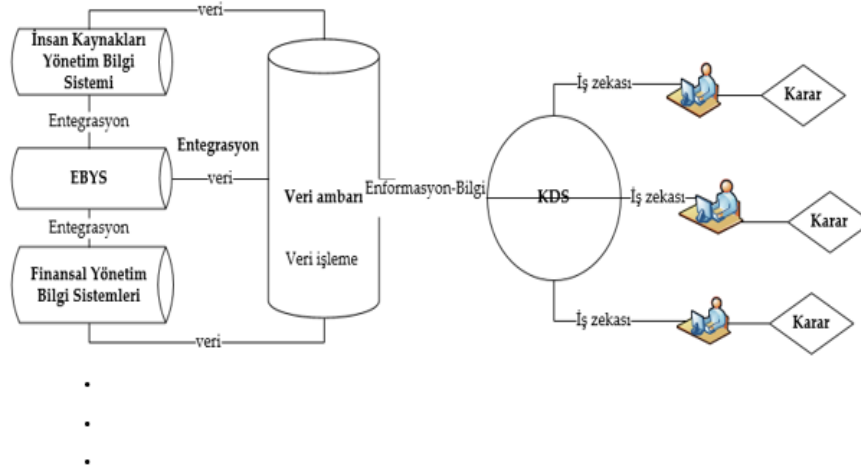 veri
İnsan Kaynakları
Yönetim Bilgi
Sistemi
Entegrasyon
EBYS
Entegrasyon
Finansal Yönetim
Bilgi Sistemleri
Entegrasyon
veri
veri
Veri ambarı
Veri işleme
Enformasyon-Bilgi
KDS
İş zekası
Karar
İş zekası
Karar
İş zekası
Karar